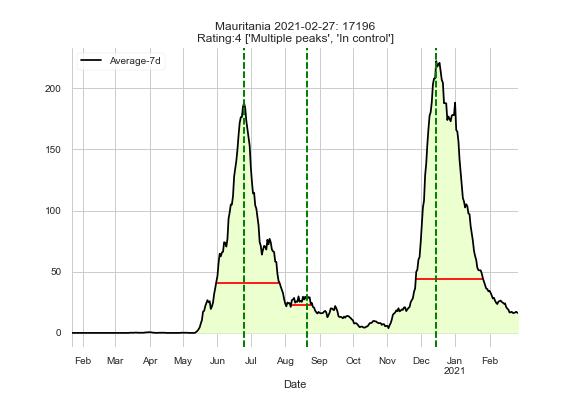 Mauritania 2021-02-27: 17196
Rating:4 ['Multiple peaks', 'In control']
Average-7d
200
150
100
50
0
Feb Mar Apr May Jun Jul Aug Sep Oct Nov Dec Jan Feb
2021
Date